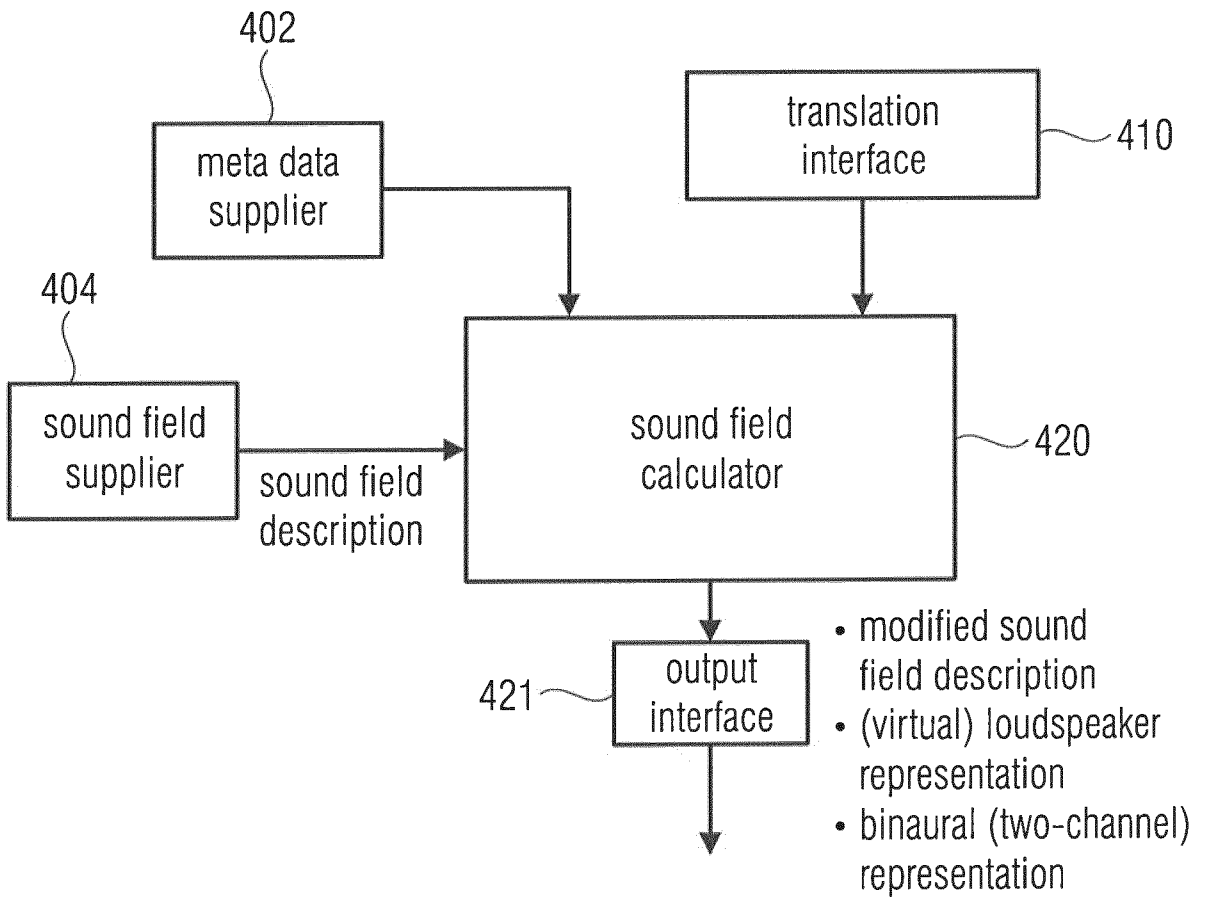 402
meta data
supplier
translation
interface
410
404
sound field
supplier
sound field
description
sound field
calculator
420
421
output
interface
• modified sound
field description
• (virtual) loudspeaker
representation
• binaural (two-channel)
representation